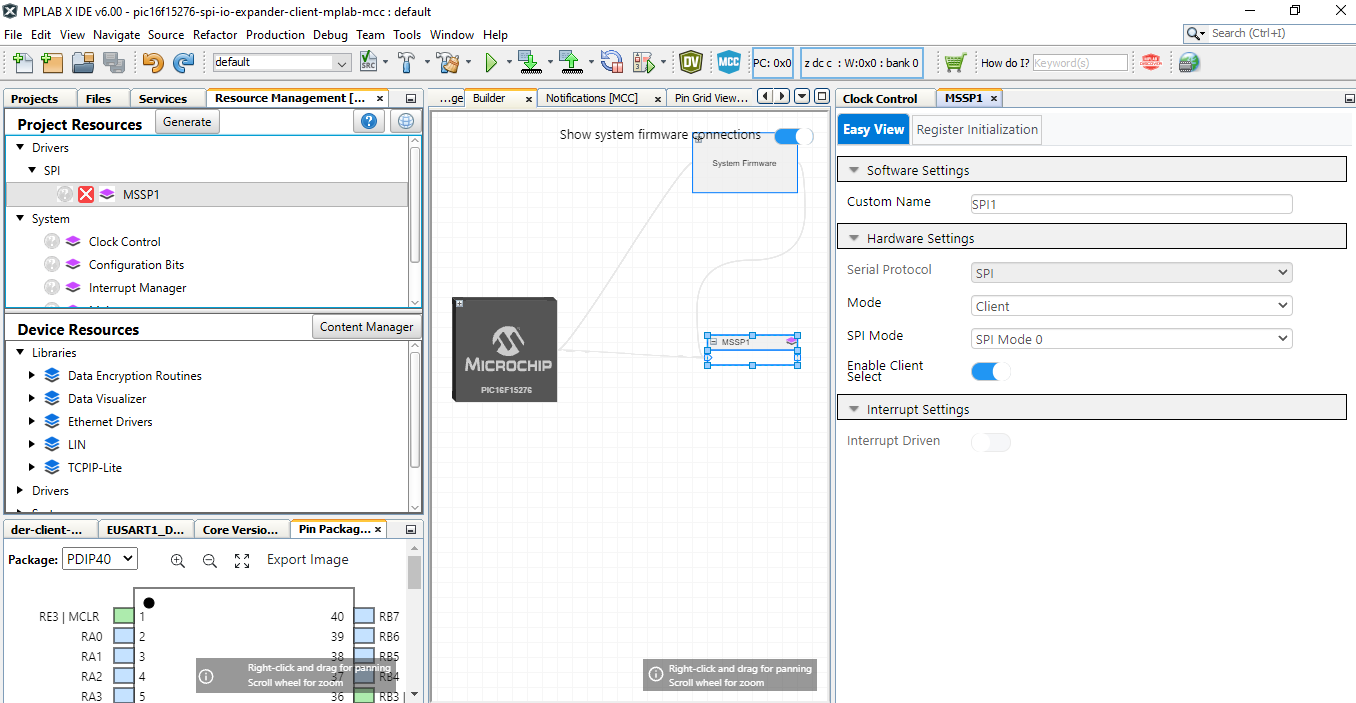 MPLAB X IDE v6.00 - pic16f15276-spi-io-expander-client-mplab-mcc : default
File Edit View Navigate Source Refactor Production Debug Team Tools Window Help
Search (Ctrl+I)
default
SRC
DV
MCC
PC: 0x0
z dc c : W:0x0 : bank 0
How do I? Keyword(s)
Projects Files Services Resource Management [... ×
Project Resources Generate
Drivers
SPI
MSSP1
System
Clock Control
Configuration Bits
Interrupt Manager
Device Resources Content Manager
Libraries
Data Encryption Routines
Data Visualizer
Ethernet Drivers
LIN
TCPIP-Lite
Drivers
der-client-... EUSART1_D... Core Versio... Pin Packag... ×
Package: PDIP40 Export Image
RE3 | MCLR 1 40 RB7
RA0 2 39 RB6
RA1 3 38 RB5
RA2 4 37 RB4
RA3 5 36 RB3 |
Right-click and drag for panning
Scroll wheel for zoom
...ge Builder × Notifications [MCC] × Pin Grid View...
Show system firmware connections
System Firmware
MICROCHIP
PIC16F15276
MSSP1
Right-click and drag for panning
Scroll wheel for zoom
Clock Control MSSP1 ×
Easy View Register Initialization
Software Settings
Custom Name SPI1
Hardware Settings
Serial Protocol SPI
Mode Client
SPI Mode SPI Mode 0
Enable Client
Select
Interrupt Settings
Interrupt Driven